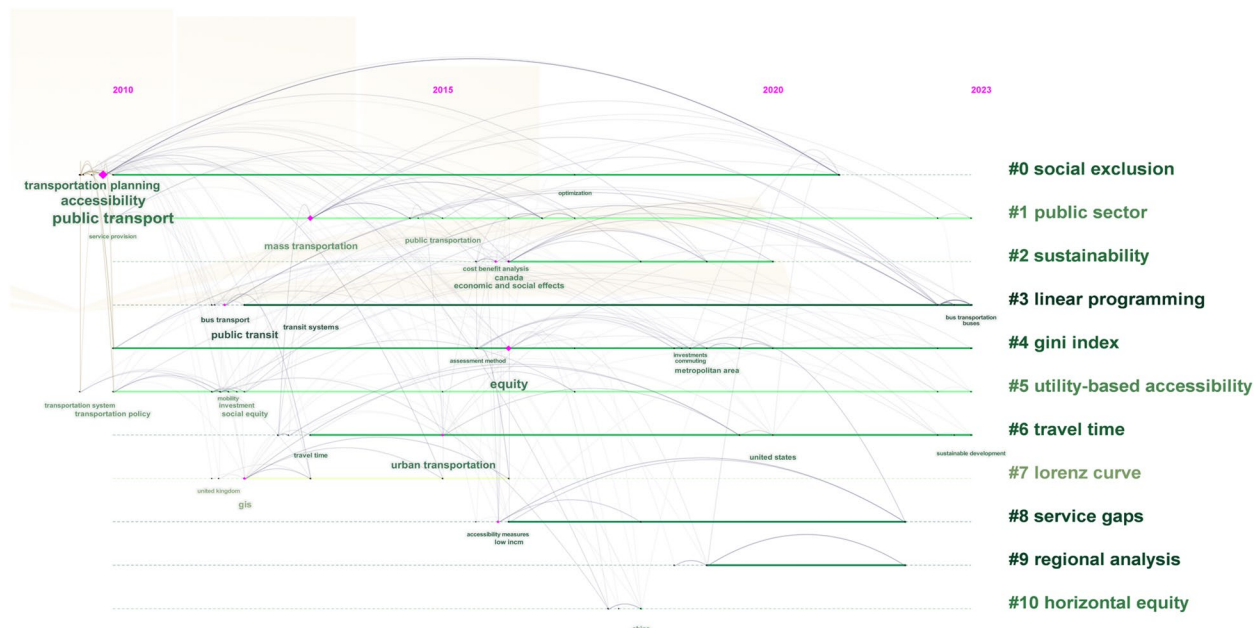 2010 2015 2020 2023
#0 social exclusion
transportation planning
accessibility
public transport
optimization
#1 public sector
service provision
mass transportation
public transportation
#2 sustainability
cost benefit analysis
canada
economic and social effects
#3 linear programming
bus transport
public transit
transit systems
bus transportation
buses
#4 gini index
assessment method
equity
investments
commuting
metropolitan area
#5 utility-based accessibility
transportation system
transportation policy
mobility
investment
social equity
#6 travel time
travel time
urban transportation
united states
sustainable development
#7 lorenz curve
united kingdom
gis
#8 service gaps
accessibility measures
low incm
#9 regional analysis
#10 horizontal equity